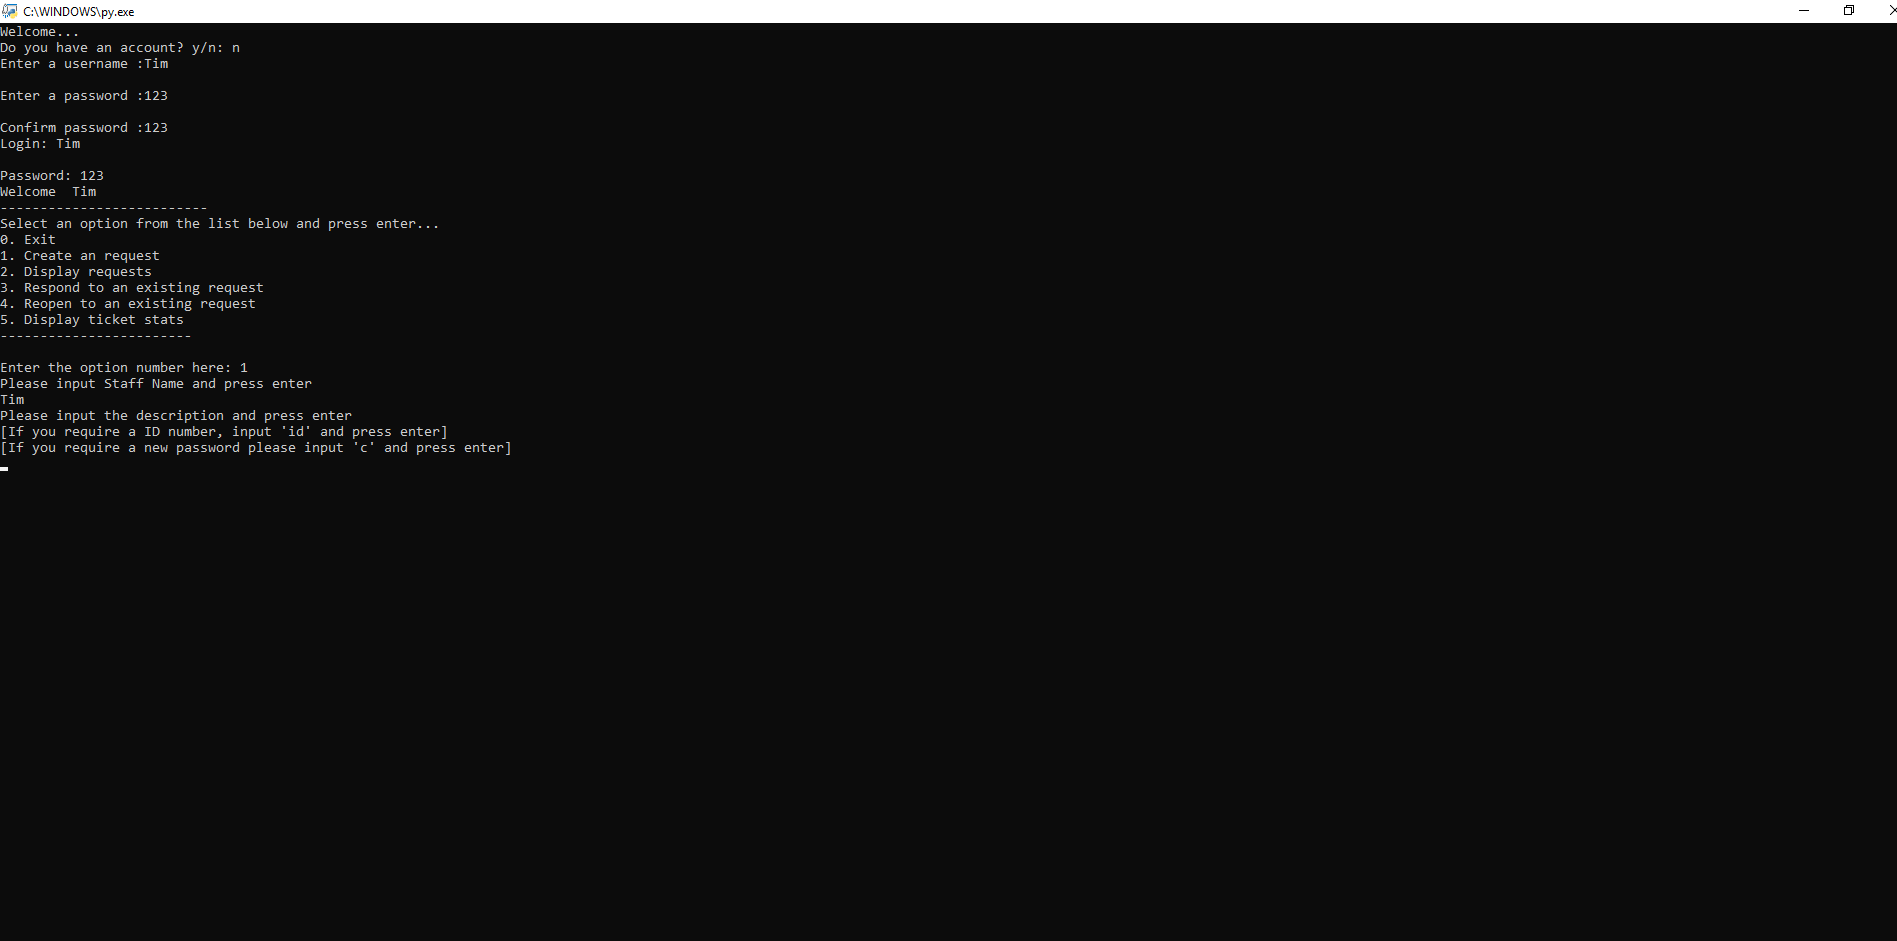 C:\WINDOWS\py.exe
Welcome...
Do you have an account? y/n: n
Enter a username :Tim
Enter a password :123
Confirm password :123
Login: Tim
Password: 123
Welcome  Tim
--------------------------
Select an option from the list below and press enter...
0. Exit
1. Create an request
2. Display requests
3. Respond to an existing request
4. Reopen to an existing request
5. Display ticket stats
------------------------
Enter the option number here: 1
Please input Staff Name and press enter
Tim
Please input the description and press enter
[If you require a ID number, input 'id' and press enter]
[If you require a new password please input 'c' and press enter]